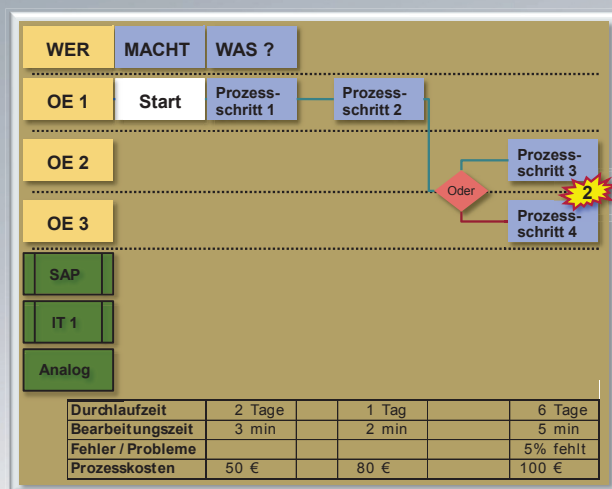 WER MACHT WAS ?
OE 1 Start Prozess-
schritt 1 Prozess-
schritt 2
OE 2 Prozess-
schritt 3
Oder 2
OE 3 Prozess-
schritt 4
SAP
IT 1
Analog
Durchlaufzeit 2 Tage 1 Tag 6 Tage
Bearbeitungszeit 3 min 2 min 5 min
Fehler / Probleme 5% fehlt
Prozesskosten 50 € 80 € 100 €